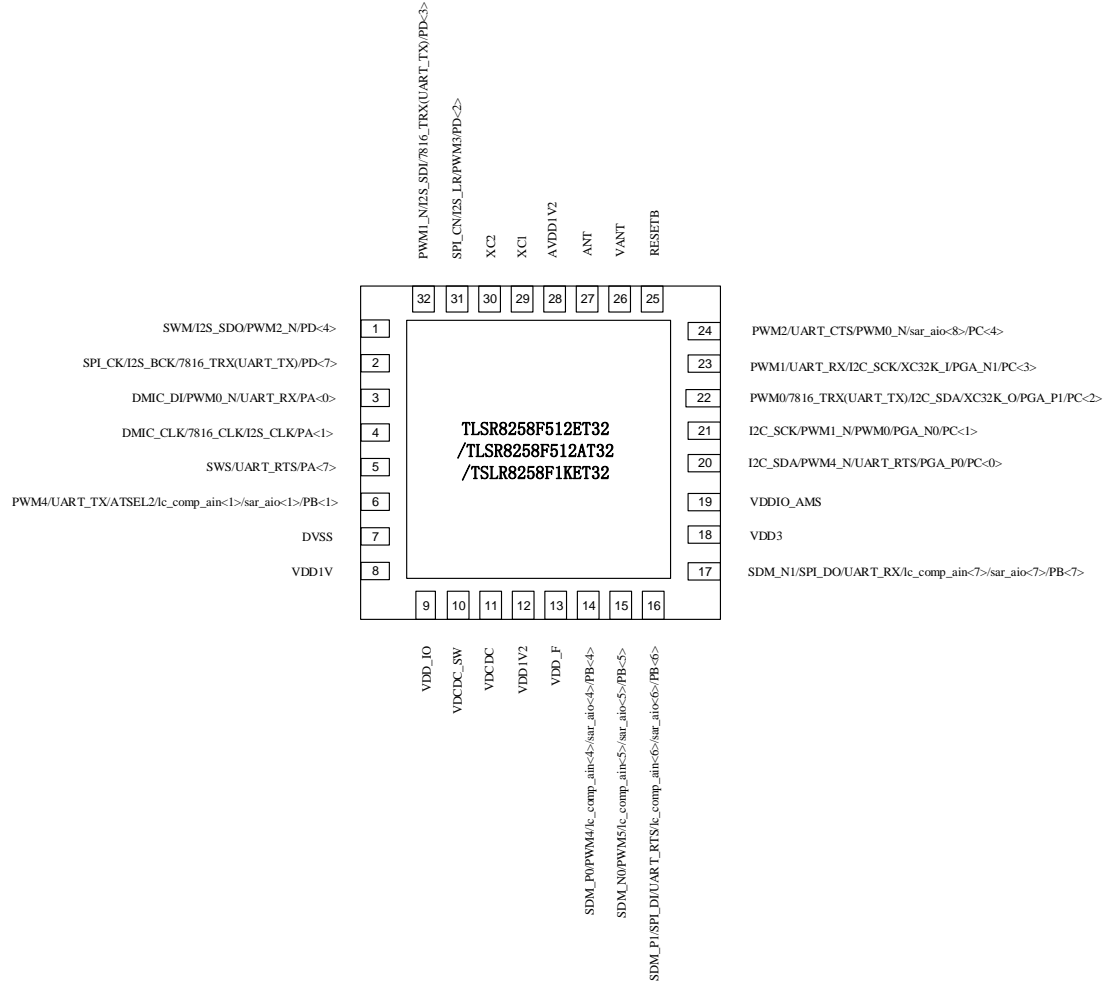 PWM1_N/I2S_SDI/7816_TRX(UART_TX)/PD<3>
SPI_CN/I2S_LR/PWM3/PD<2>
XC2
XC1
AVDD1V2
ANT
VANT
RESETB
32
31
30
29
28
27
26
25
SWM/I2S_SDO/PWM2_N/PD<4>
1
SPI_CK/I2S_BCK/7816_TRX(UART_TX)/PD<7>
2
DMIC_DI/PWM0_N/UART_RX/PA<0>
3
DMIC_CLK/7816_CLK/I2S_CLK/PA<1>
4
SWS/UART_RTS/PA<7>
5
PWM4/UART_TX/ATSEL2/lc_comp_ain<1>/sar_aio<1>/PB<1>
6
DVSS
7
VDD1V
8
TLSR8258F512ET32
/TLSR8258F512AT32
/TSLR8258F1KET32
24
PWM2/UART_CTS/PWM0_N/sar_aio<8>/PC<4>
23
PWM1/UART_RX/I2C_SCK/XC32K_I/PGA_N1/PC<3>
22
PWM0/7816_TRX(UART_TX)/I2C_SDA/XC32K_O/PGA_P1/PC<2>
21
I2C_SCK/PWM1_N/PWM0/PGA_N0/PC<1>
20
I2C_SDA/PWM4_N/UART_RTS/PGA_P0/PC<0>
19
VDDIO_AMS
18
VDD3
17
SDM_N1/SPI_DO/UART_RX/lc_comp_ain<7>/sar_aio<7>/PB<7>
9
10
11
12
13
14
15
16
VDD_IO
VDCDC_SW
VDCDC
VDD1V2
VDD_F
SDM_P0/PWM4/lc_comp_ain<4>/sar_aio<4>/PB<4>
SDM_N0/PWM5/lc_comp_ain<5>/sar_aio<5>/PB<5>
SDM_P1/SPI_DI/UART_RTS/lc_comp_ain<6>/sar_aio<6>/PB<6>